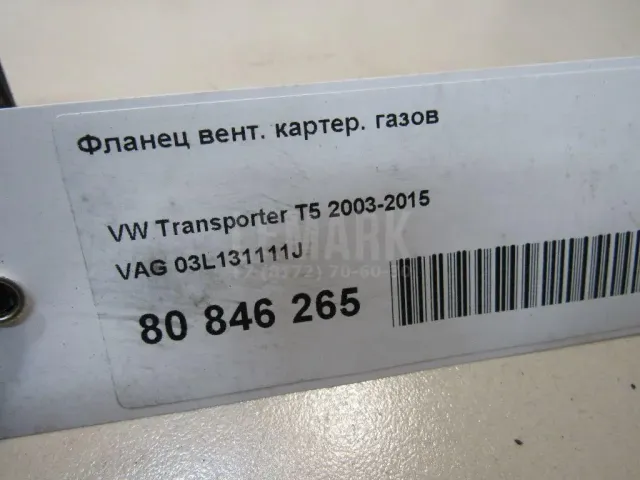 Фланец вент. картер. газов
VW Transporter T5 2003-2015
VAG 03L131111J
80 846 265